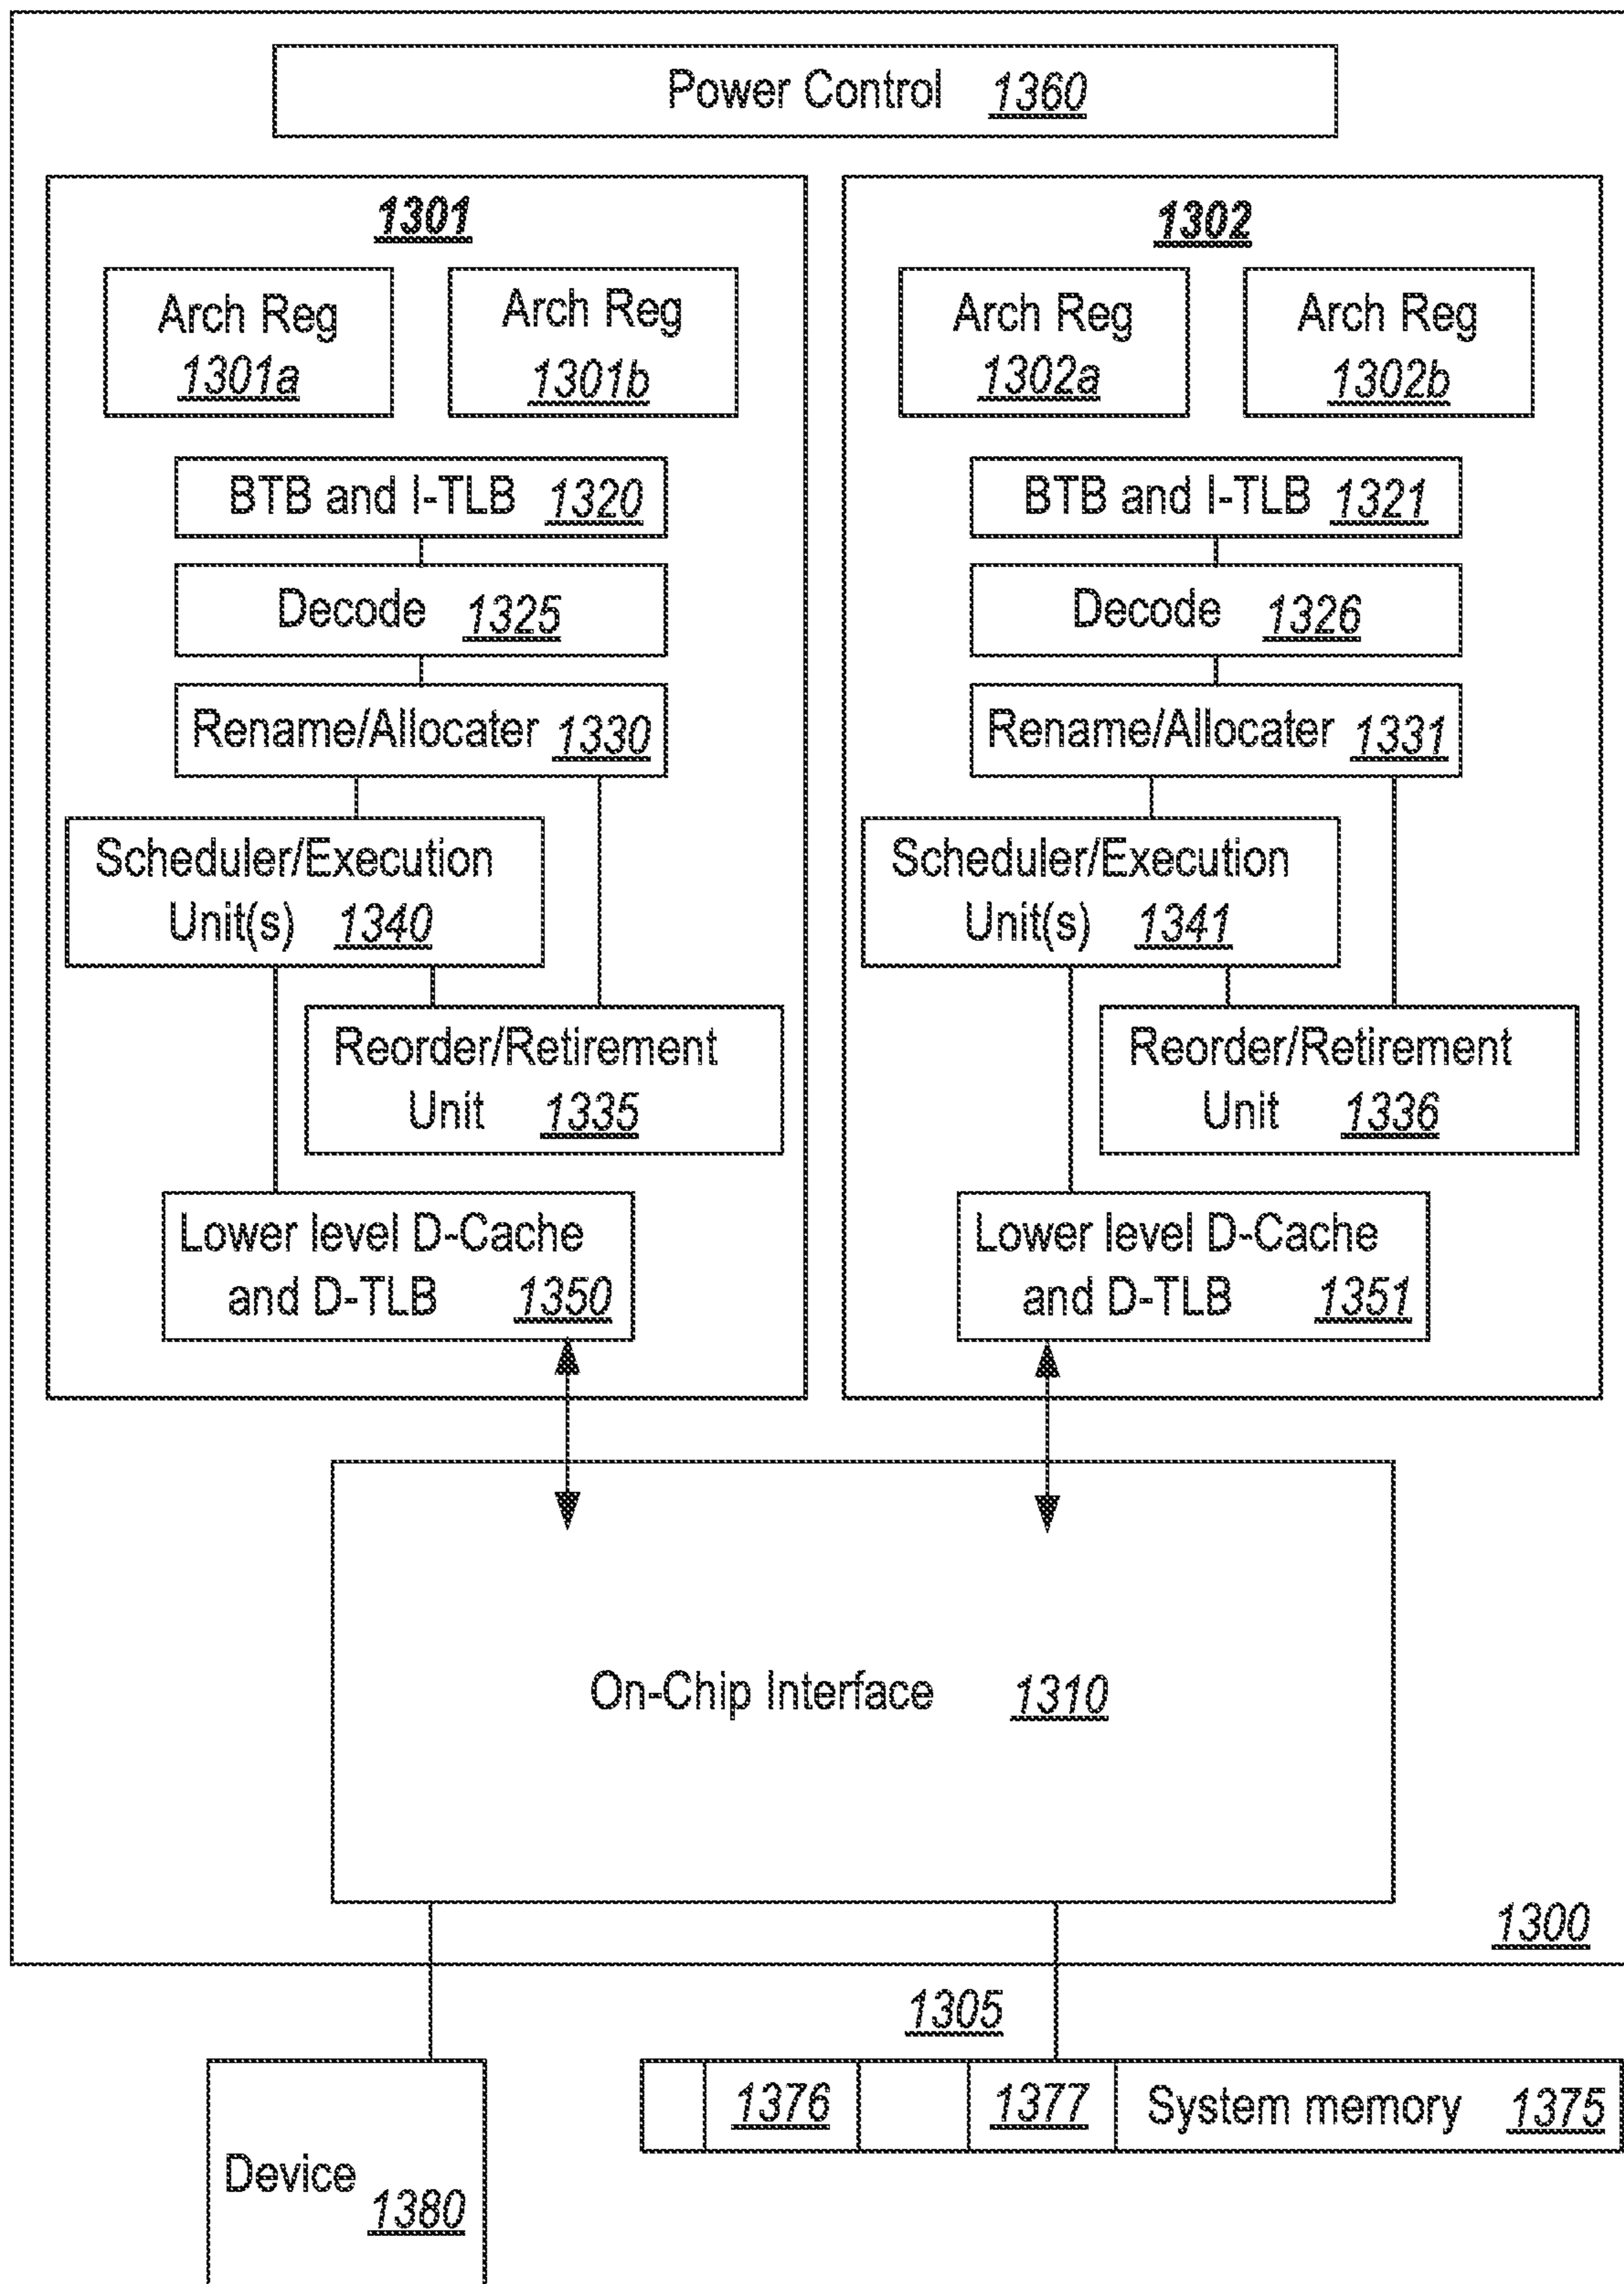 Power Control 1360
1301
Arch Reg
1301a
Arch Reg
1301b
BTB and I-TLB 1320
Decode 1325
Rename/Allocater 1330
Scheduler/Execution
Unit(s) 1340
Reorder/Retirement
Unit 1335
Lower level D-Cache
and D-TLB 1350
1302
Arch Reg
1302a
Arch Reg
1302b
BTB and I-TLB 1321
Decode 1326
Rename/Allocater 1331
Scheduler/Execution
Unit(s) 1341
Reorder/Retirement
Unit 1336
Lower level D-Cache
and D-TLB 1351
On-Chip Interface 1310
1300
1305
1376
1377
System memory 1375
Device 1380